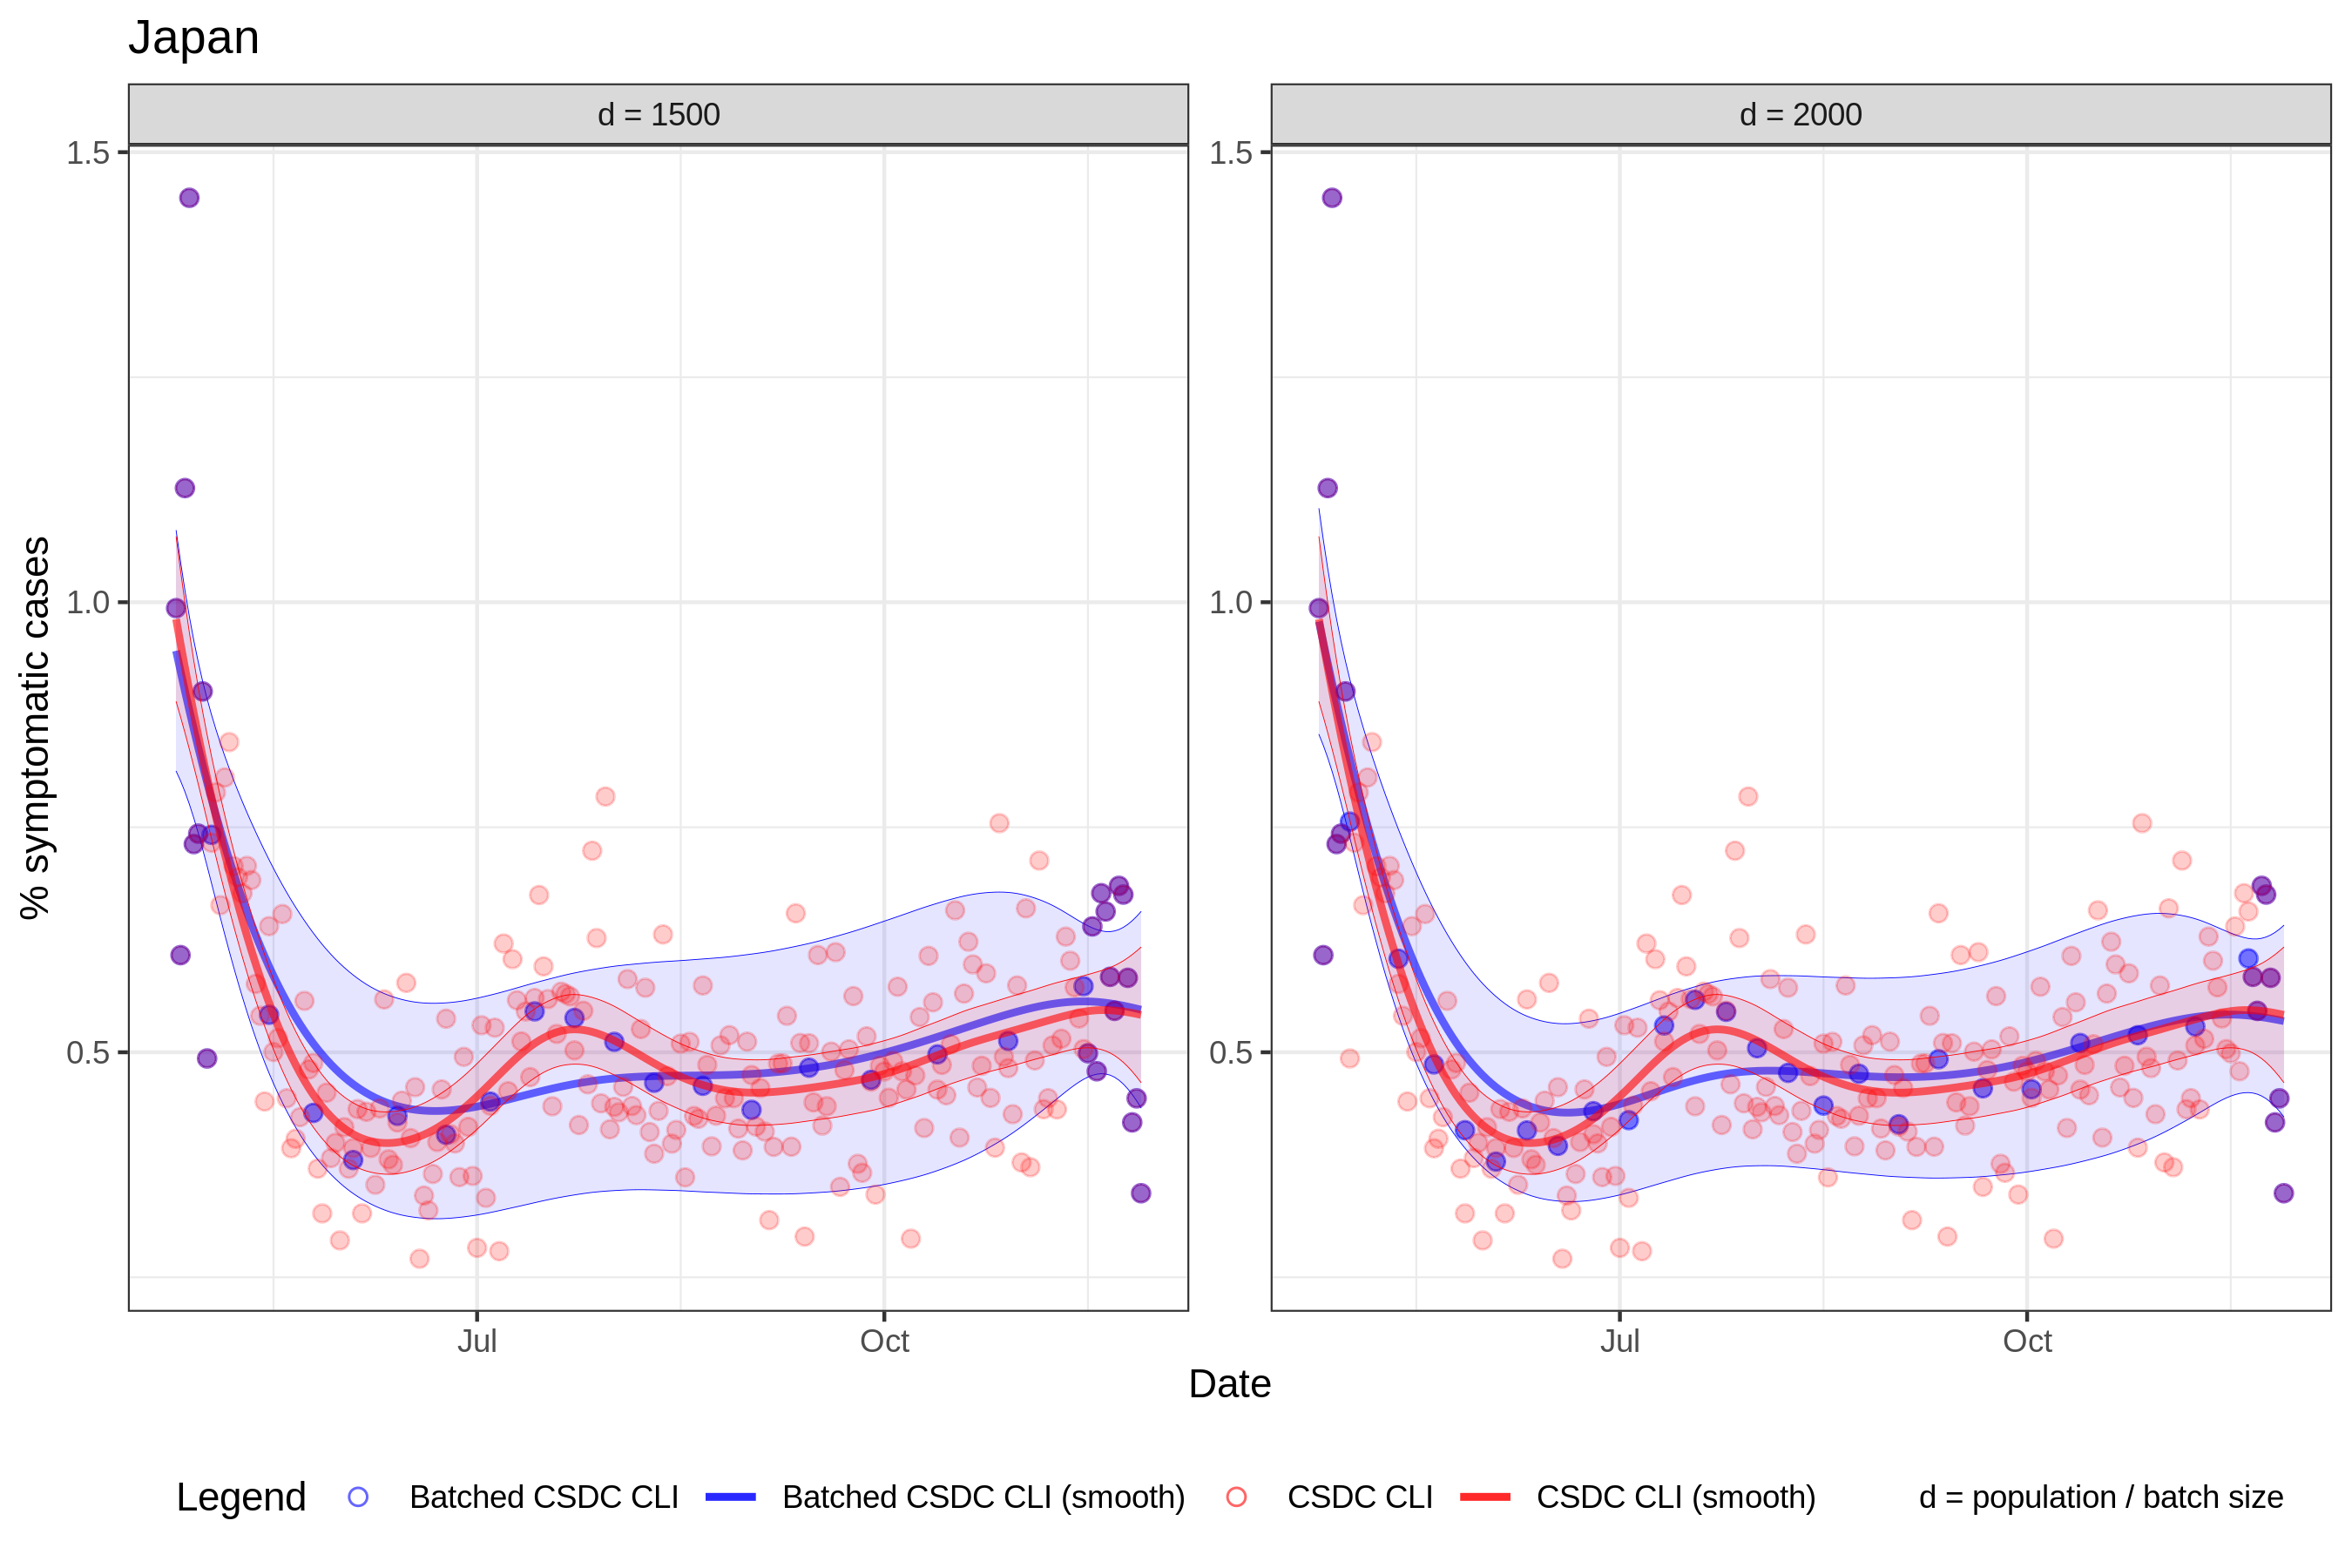 Japan
d = 1500
d = 2000
% symptomatic cases
1.5
1.0
0.5
1.5
1.0
0.5
Jul
Oct
Jul
Oct
Date
Legend Batched CSDC CLI Batched CSDC CLI (smooth) CSDC CLI CSDC CLI (smooth) d = population / batch size